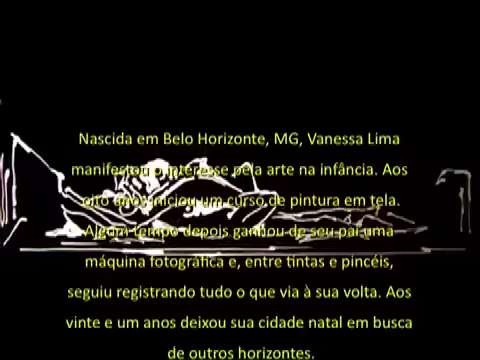 Nascida em Belo Horizonte, MG, Vanessa Lima
manifestou o interesse pela arte na infância. Aos
oito anos iniciou um curso de pintura em tela.
Algum tempo depois ganhou de seu pai uma
máquina fotográfica e, entre tintas e pincéis,
seguiu registrando tudo o que via à sua volta. Aos
vinte e um anos deixou sua cidade natal em busca
de outros horizontes.